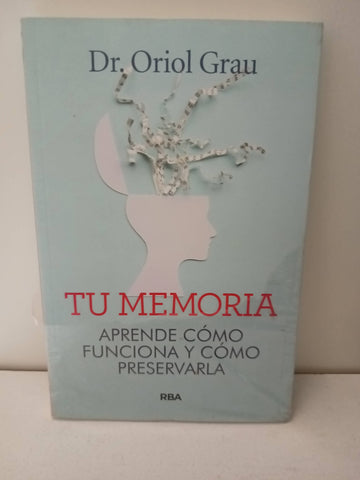 Dr. Oriol Grau
TU MEMORIA
APRENDE CÓMO
FUNCIONA Y CÓMO
PRESERVARLA
RBA